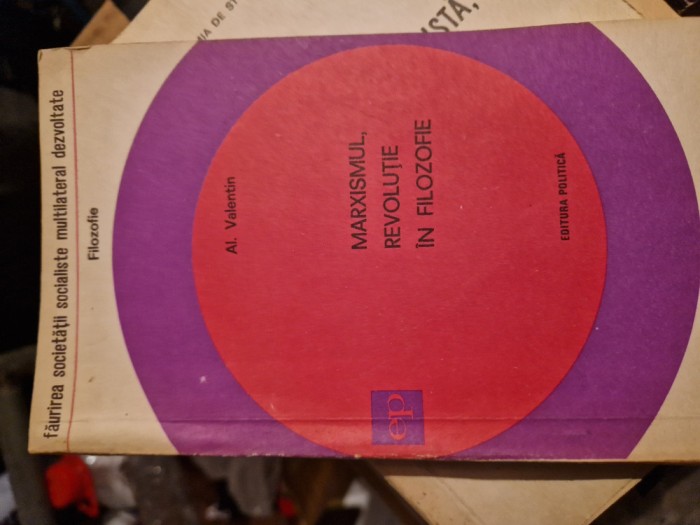 făurirea societății socialiste multilateral dezvoltate
Filozofie
Al. Valentin
MARXISMUL,
REVOLUȚIE
ÎN FILOZOFIE
EDITURA POLITICĂ
ep